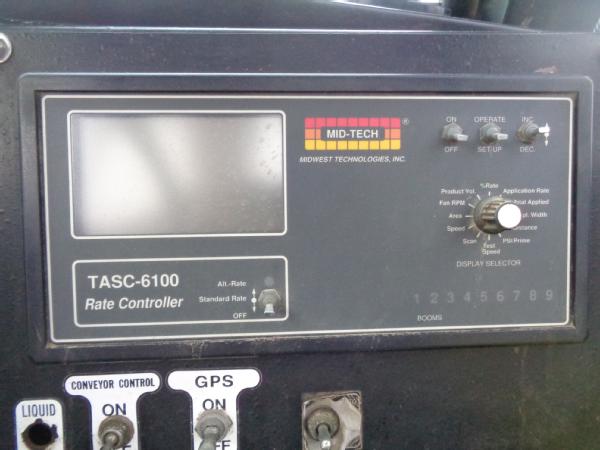 MID-TECH ®
MIDWEST TECHNOLOGIES, INC.
ON
OFF
OPERATE
SET-UP
INC.
DEC.
%Rate
Product Vol.
Application Rate
Fan RPM
Applied
Area
Width
Speed
Scan
PSI/Prime
Test
Speed
DISPLAY SELECTOR
1 2 3 4 5 6 7 8 9
BOOMS
TASC-6100
Rate Controller
Alt.-Rate
Standard Rate
OFF
LIQUID
CONVEYOR CONTROL
ON
GPS
ON